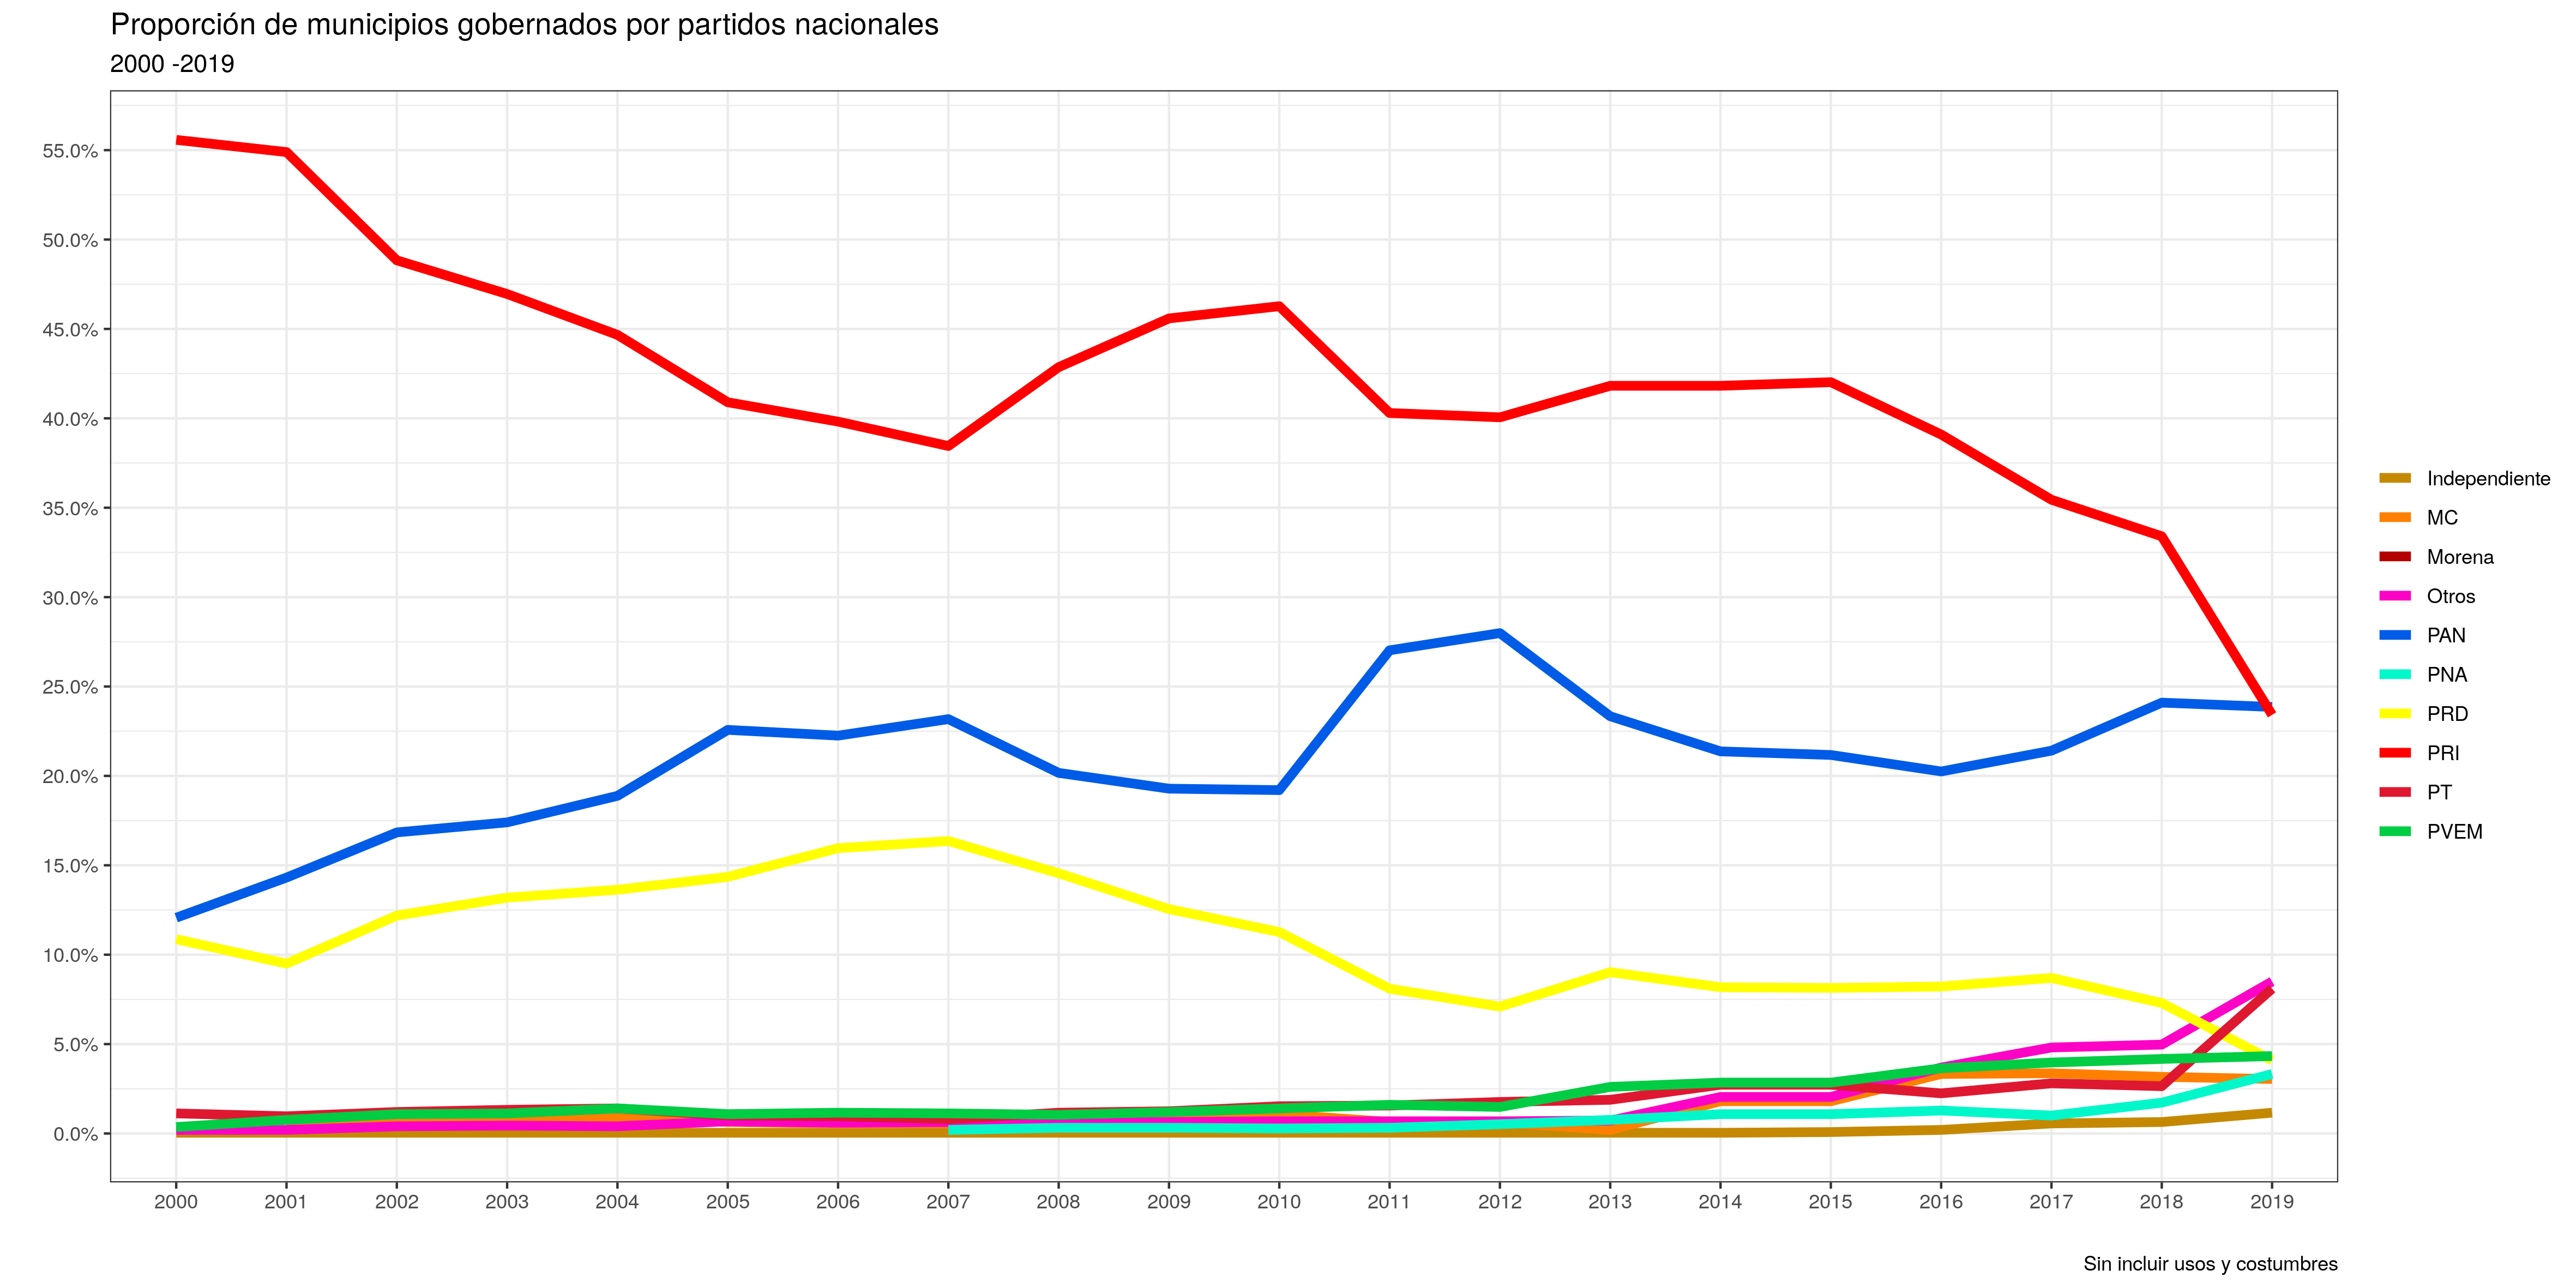 Proporción de municipios gobernados por partidos nacionales
2000 -2019
55.0%
50.0%
45.0%
40.0%
35.0%
30.0%
25.0%
20.0%
15.0%
10.0%
5.0%
0.0%
2000 2001 2002 2003 2004 2005 2006 2007 2008 2009 2010 2011 2012 2013 2014 2015 2016 2017 2018 2019
Independiente
MC
Morena
Otros
PAN
PNA
PRD
PRI
PT
PVEM
Sin incluir usos y costumbres